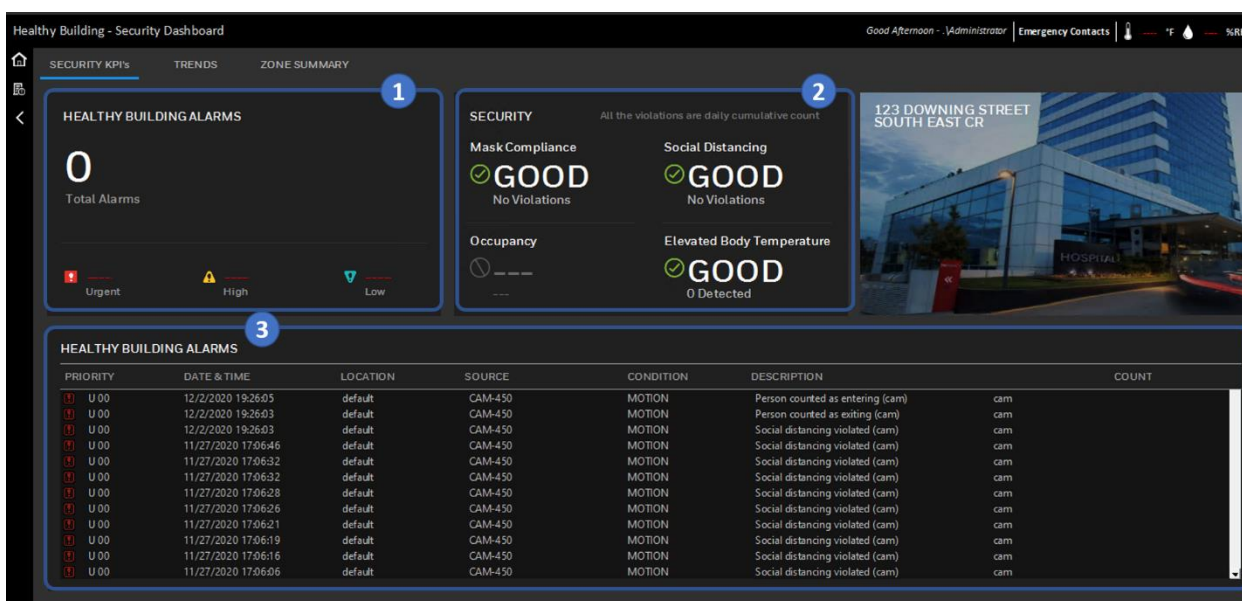 Healthy Building - Security Dashboard
Good Afternoon - .\Administrator Emergency Contacts ---- °F ---- %RH
SECURITY KPI's TRENDS ZONE SUMMARY
1
2
HEALTHY BUILDING ALARMS
0
Total Alarms
---- Urgent
---- High
---- Low
SECURITY All the violations are daily cumulative count
Mask Compliance Social Distancing
GOOD GOOD
No Violations No Violations
Occupancy Elevated Body Temperature
--- GOOD
--- 0 Detected
123 DOWNING STREET
SOUTH EAST CR
HOSPITAL
3
HEALTHY BUILDING ALARMS
PRIORITY DATE & TIME LOCATION SOURCE CONDITION DESCRIPTION COUNT
U 00 12/2/2020 19:26:05 default CAM-450 MOTION Person counted as entering (cam) cam
U 00 12/2/2020 19:26:03 default CAM-450 MOTION Person counted as exiting (cam) cam
U 00 12/2/2020 19:26:03 default CAM-450 MOTION Social distancing violated (cam) cam
U 00 11/27/2020 17:06:46 default CAM-450 MOTION Social distancing violated (cam) cam
U 00 11/27/2020 17:06:32 default CAM-450 MOTION Social distancing violated (cam) cam
U 00 11/27/2020 17:06:32 default CAM-450 MOTION Social distancing violated (cam) cam
U 00 11/27/2020 17:06:28 default CAM-450 MOTION Social distancing violated (cam) cam
U 00 11/27/2020 17:06:26 default CAM-450 MOTION Social distancing violated (cam) cam
U 00 11/27/2020 17:06:21 default CAM-450 MOTION Social distancing violated (cam) cam
U 00 11/27/2020 17:06:19 default CAM-450 MOTION Social distancing violated (cam) cam
U 00 11/27/2020 17:06:16 default CAM-450 MOTION Social distancing violated (cam) cam
U 00 11/27/2020 17:06:06 default CAM-450 MOTION Social distancing violated (cam) cam